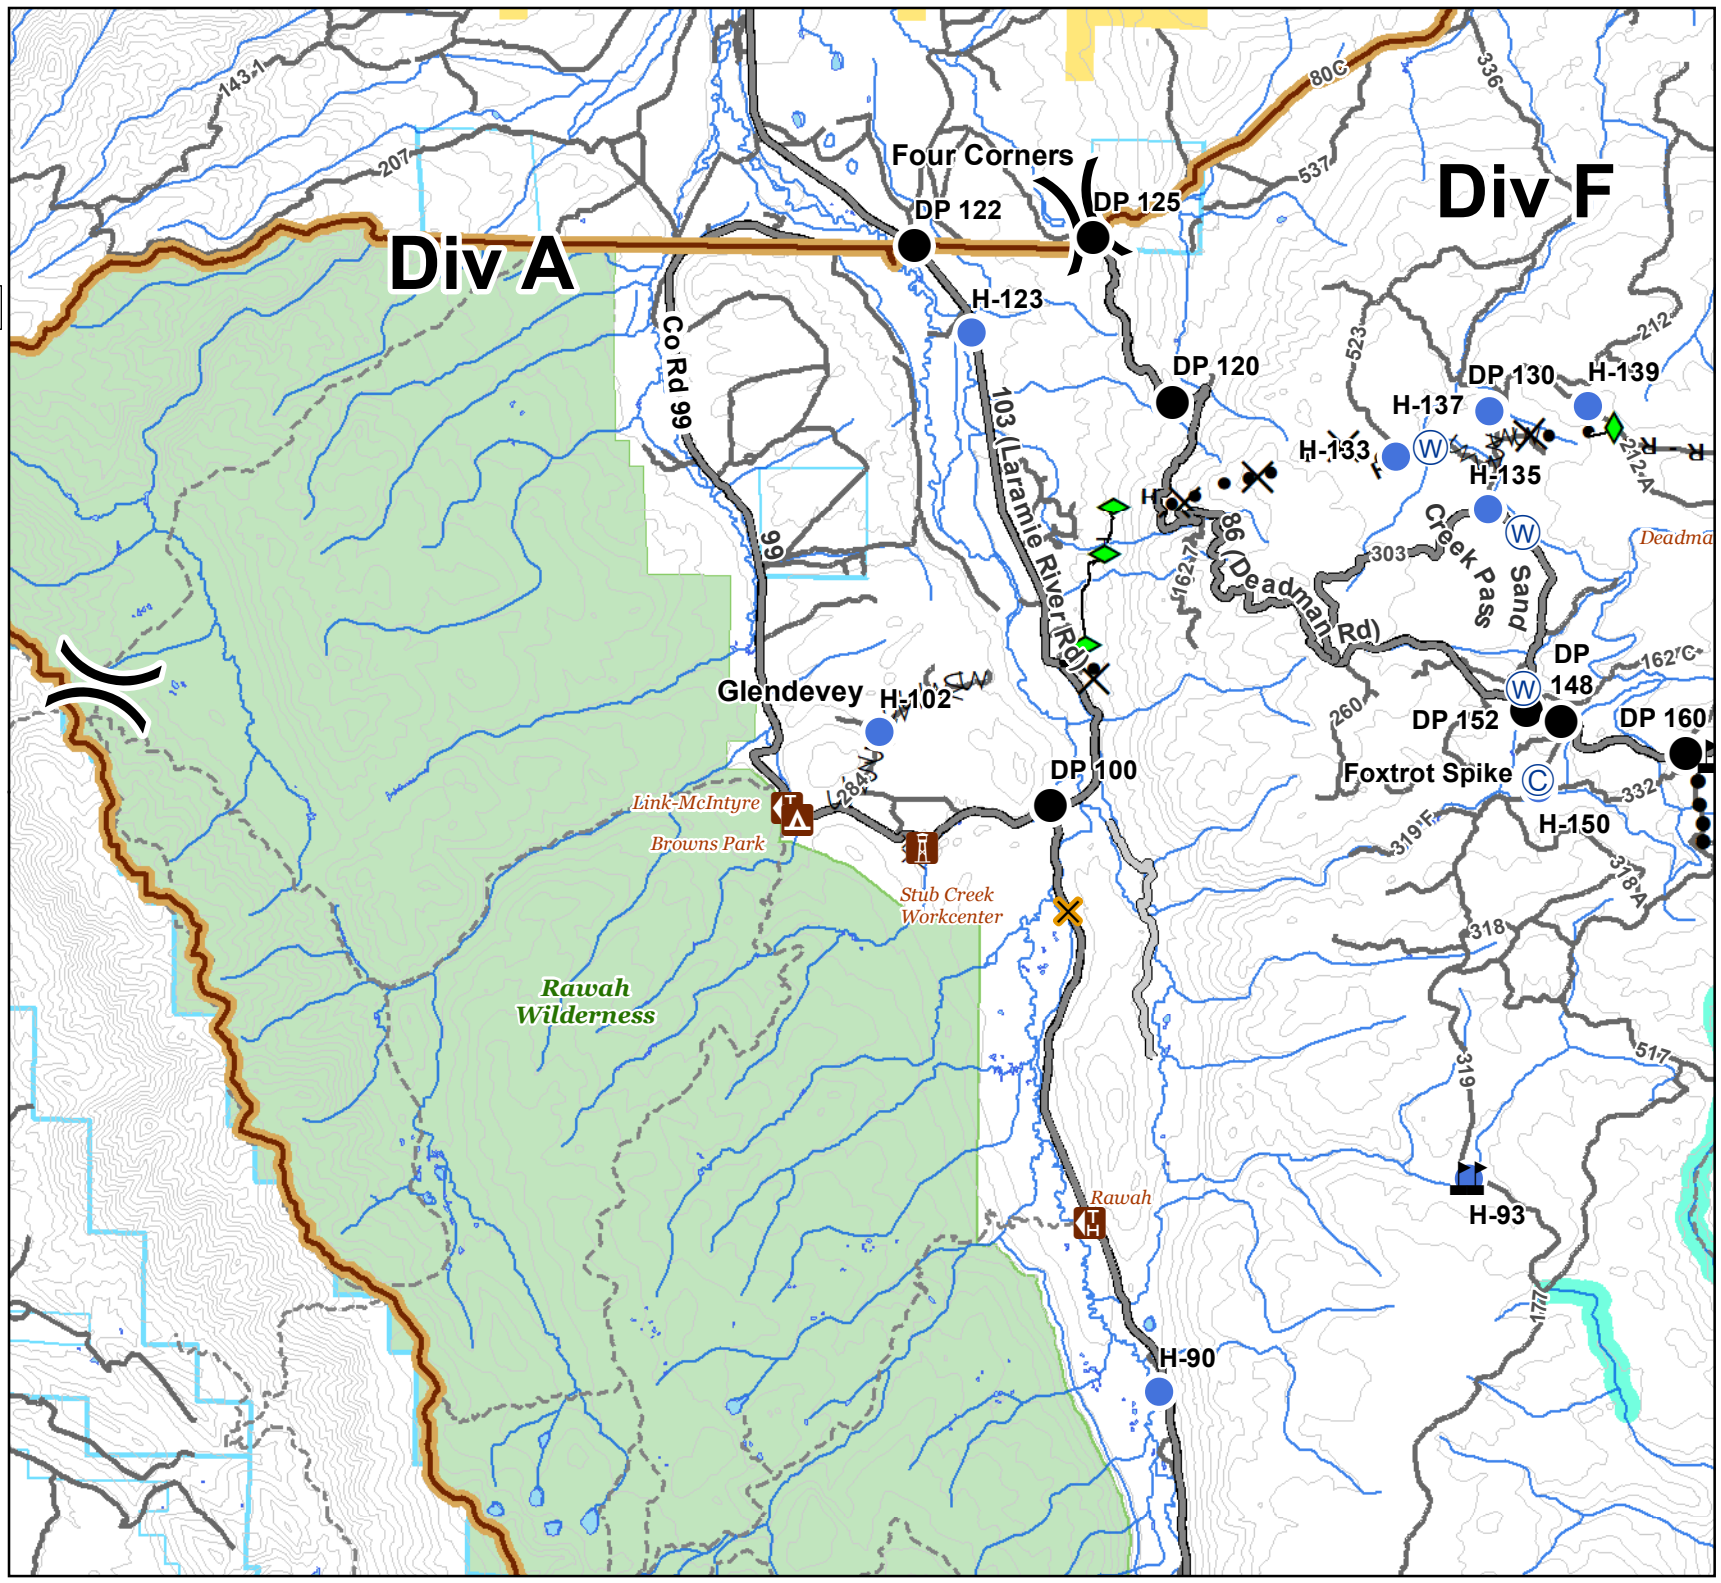 143-1
80C
336
207
Four Corners
537
DP 122
DP 125
Div F
Div A
H-123
Co Rd 99
523
212
DP 120
DP 130
H-139
103 (Laramie River Rd)
H-137
H-133
W
R - R
H-135
212 A
H
99
86 (Deadman Rd)
303
Sand
Creek Pass
W
Deadma
162 7
DP
148
162 C
Glendevey
H-102
W
260
DP 152
DP 160
DP 100
Foxtrot Spike
C
332
284
Link-McIntyre
T
Browns Park
H-150
319 F
318 A
Stub Creek
Workcenter
318
Rawah
Wilderness
517
319
Rawah
T
H
H-93
177
H-90